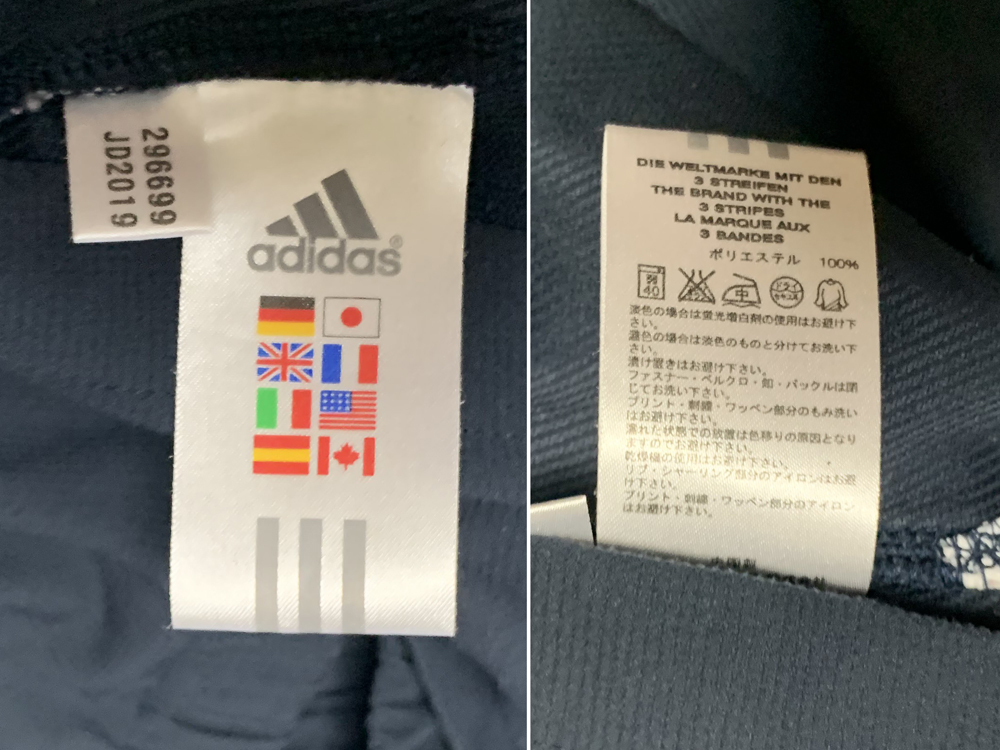 296699
JD2019
adidas®
DIE WELTMARKE MIT DEN
3 STREIFEN
THE BRAND WITH THE
3 STRIPES
LA MARQUE AUX
3 BANDES
ポリエステル 100%
40
中
ドライ
淡色の場合は蛍光増白剤の使用はお避け下
さい。
濃色の場合は淡色のものと分けてお洗い下
さい。
漬け置きはお避け下さい。
ファスナー・ベルクロ・釦・バックルは閉
じてお洗い下さい。
プリント・刺繍・ワッペン部分のもみ洗い
はお避け下さい。
濡れた状態での放置は色移りの原因となり
ますのでお避け下さい。
乾燥機の使用はお避け下さい。
リブ・シャーリング部分のアイロンはお避
け下さい。
プリント・刺繍・ワッペン部分のアイロン
はお避け下さい。